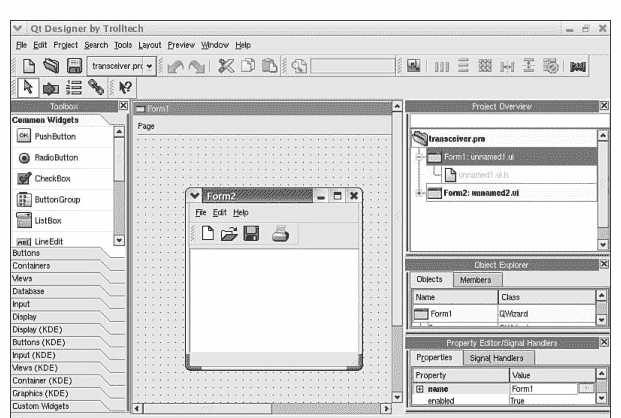 Qt Designer by Trolltech
File Edit Project Search Tools Layout Preview Window Help
transceiver.pro
Toolbox
Common Widgets
OK PushButton
RadioButton
CheckBox
ButtonGroup
ListBox
LineEdit
Buttons
Containers
Views
Database
Input
Display
Display (KDE)
Buttons (KDE)
Input (KDE)
Views (KDE)
Container (KDE)
Graphics (KDE)
Custom Widgets
Form1
Page
Form2
File Edit Help
Project Overview
transceiver.pro
Form1: unnamed1.ui
unnamed1.ui.h
Form2: unnamed2.ui
Object Explorer
Objects Members
Name Class
Form1 QWizard
Property Editor/Signal Handlers
Properties Signal Handlers
Property Value
name Form1
enabled True